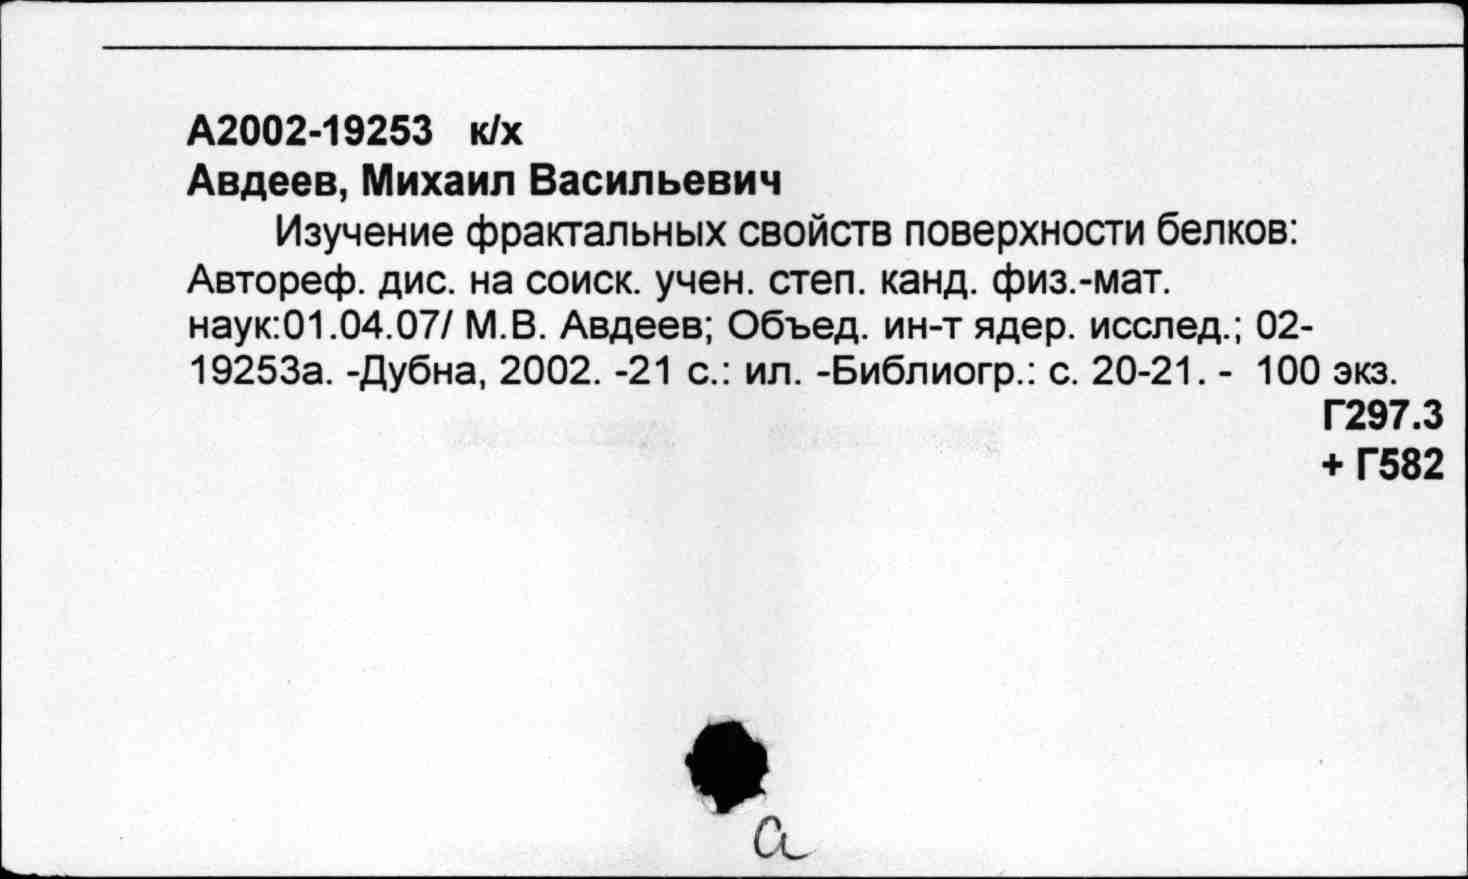 А2002-19253 к/х
Авдеев, Михаил Васильевич
Изучение фрактальных свойств поверхности белков:
Автореф. дис. на соиск. учен. степ. канд. физ.-мат.
наук:01.04.07/ М.В. Авдеев; Объед. ин-т ядер. исслед.; 02-
19253а. -Дубна, 2002. -21 с.: ил. -Библиогр.: с. 20-21. - 100 экз.
Г297.3
+ Г582
а